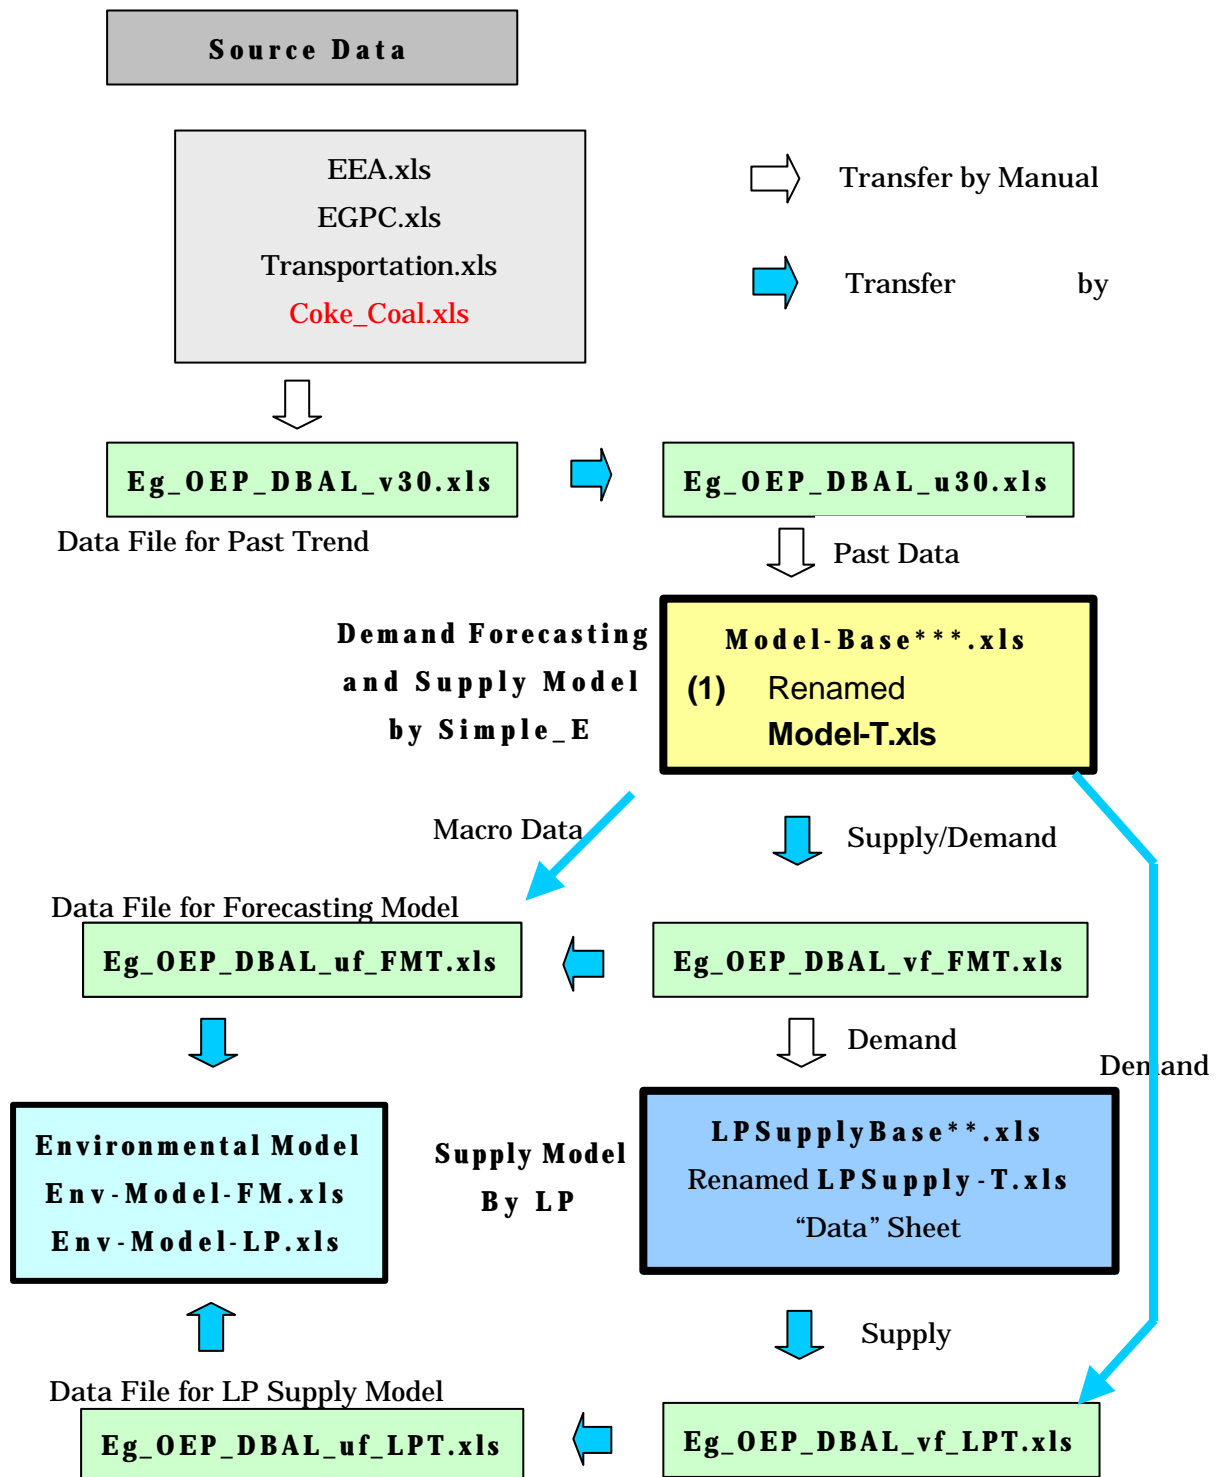 Source Data
EEA.xls
EGPC.xls
Transportation.xls
Coke_Coal.xls
Transfer by Manual
Transfer by
Eg_OEP_DBAL_v30.xls
Eg_OEP_DBAL_u30.xls
Data File for Past Trend
Past Data
Demand Forecasting
and Supply Model
by Simple_E
Model-Base***.xls
(1) Renamed
Model-T.xls
Macro Data
Supply/Demand
Data File for Forecasting Model
Eg_OEP_DBAL_uf_FMT.xls
Eg_OEP_DBAL_vf_FMT.xls
Demand
Demand
Environmental Model
Env-Model-FM.xls
Env-Model-LP.xls
Supply Model
By LP
LPSupplyBase**.xls
Renamed LPSupply-T.xls
“Data” Sheet
Supply
Data File for LP Supply Model
Eg_OEP_DBAL_uf_LPT.xls
Eg_OEP_DBAL_vf_LPT.xls